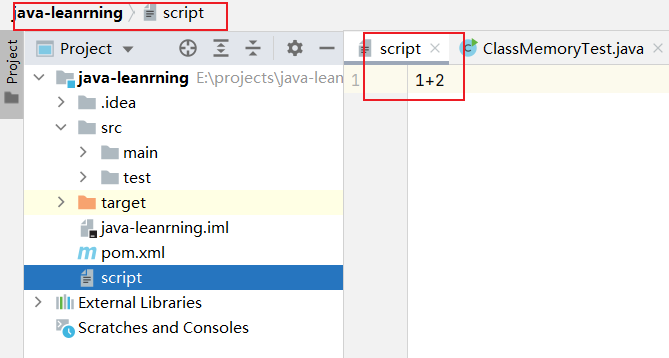 java-leanrning script
Project
Project
script
ClassMemoryTest.java
java-leanrning E:\projects\java-lean
1 1+2
.idea
src
main
test
target
java-leanrning.iml
pom.xml
script
External Libraries
Scratches and Consoles